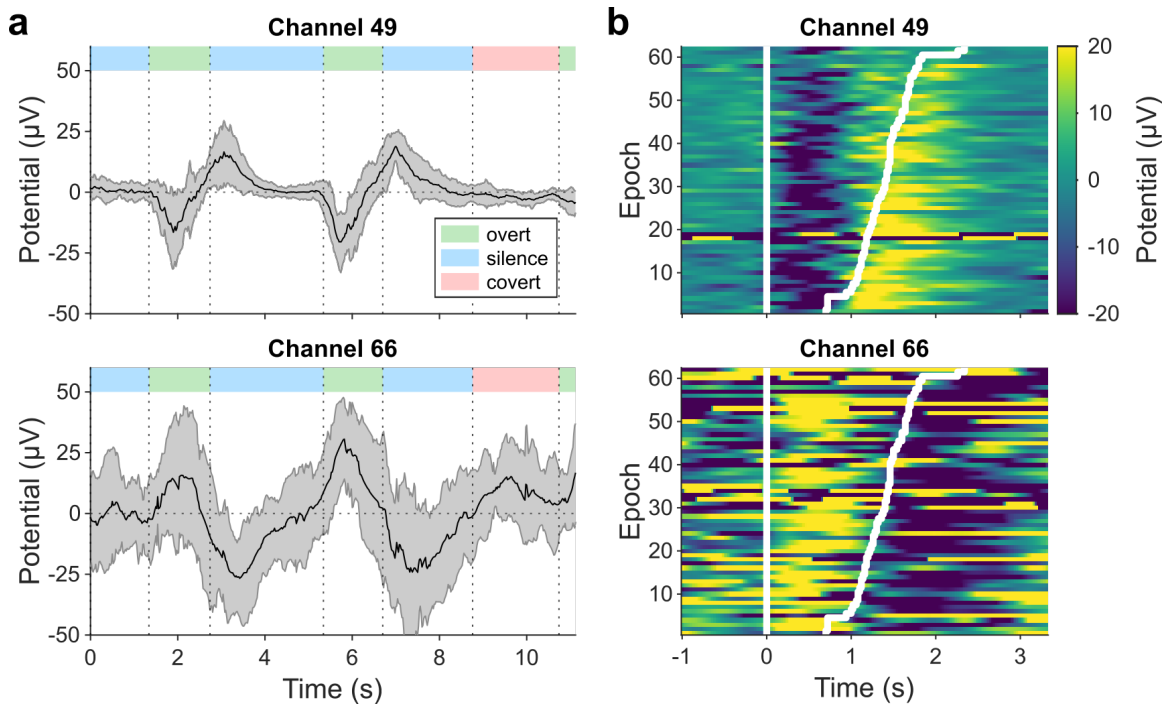 a
Channel 49
50
25
0
-25
-50
Potential (µV)
overt
silence
covert
Channel 66
50
25
0
-25
-50
Potential (µV)
0 2 4 6 8 10
Time (s)
b
Channel 49
60
50
40
30
20
10
Epoch
20
10
0
-10
-20
Potential (µV)
Channel 66
60
50
40
30
20
10
Epoch
-1 0 1 2 3
Time (s)